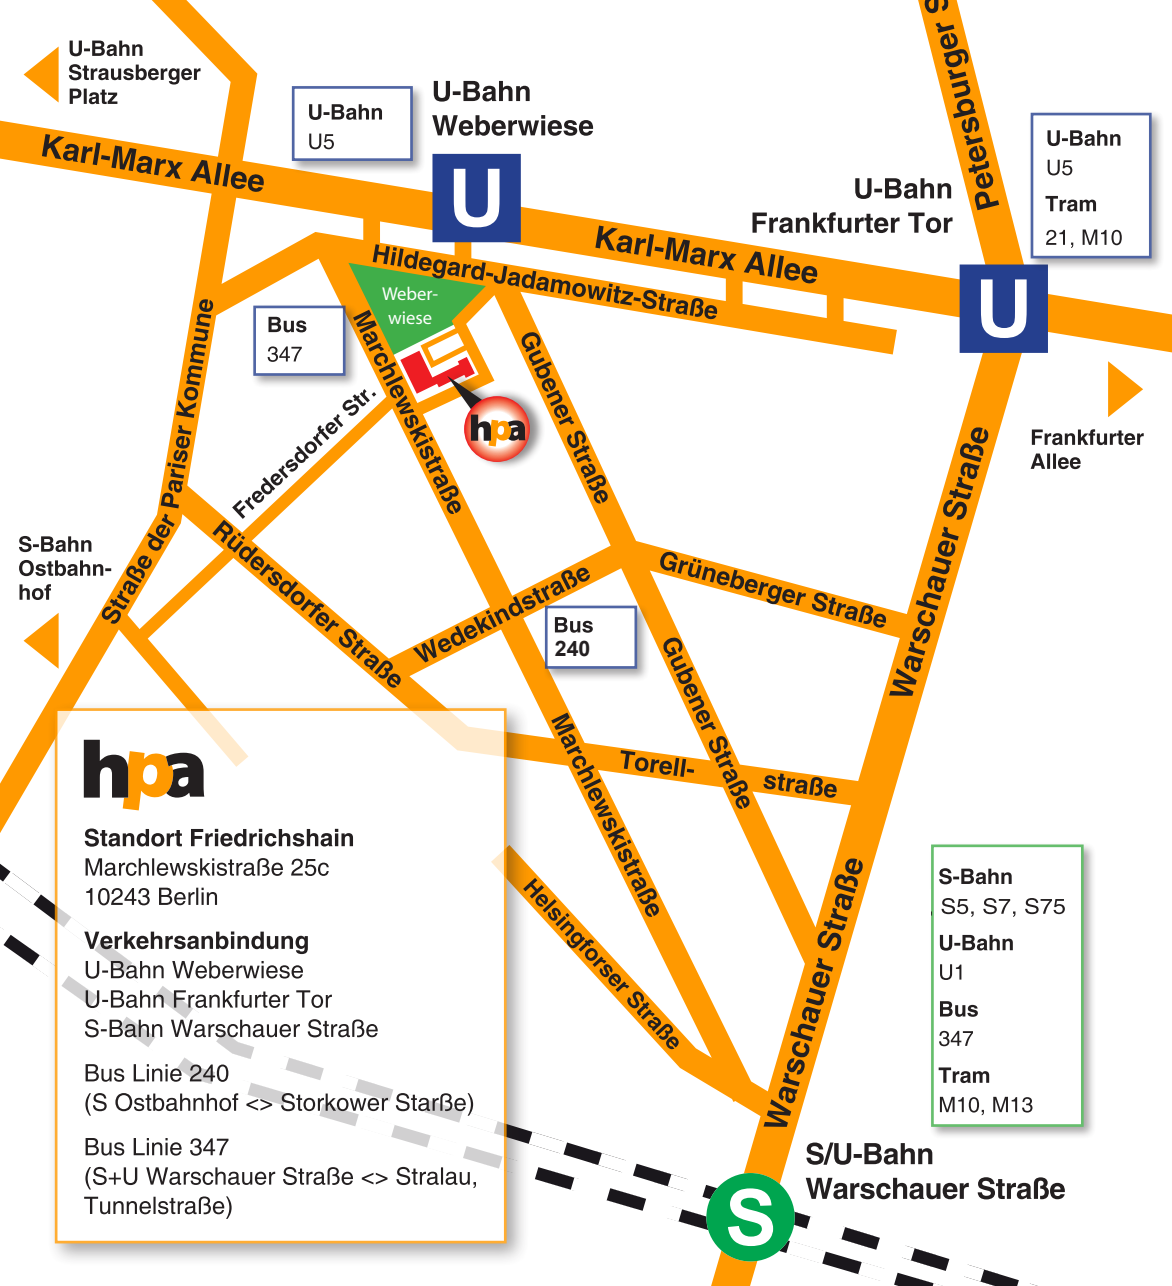 U-Bahn
Strausberger
Platz
U-Bahn
U5
U-Bahn
Weberwiese
U
Petersburger S
U-Bahn
U5
Tram
21, M10
U-Bahn
Frankfurter Tor
U
Karl-Marx Allee
Karl-Marx Allee
Hildegard-Jadamowitz-Straße
Weber-
wiese
Bus
347
hpa
Frankfurter
Allee
Straße der Pariser Kommune
Fredersdorfer Str.
Marchlewskistraße
Gubener Straße
Warschauer Straße
S-Bahn
Ostbahn-
hof
Rüdersdorfer Straße
Wedekindstraße
Grüneberger Straße
Bus
240
Gubener Straße
Marchlewskistraße
Torell-
straße
Helsingforser Straße
Warschauer Straße
hpa
Standort Friedrichshain
Marchlewskistraße 25c
10243 Berlin
Verkehrsanbindung
U-Bahn Weberwiese
U-Bahn Frankfurter Tor
S-Bahn Warschauer Straße
Bus Linie 240
(S Ostbahnhof <> Storkower Starße)
Bus Linie 347
(S+U Warschauer Straße <> Stralau,
Tunnelstraße)
S-Bahn
S5, S7, S75
U-Bahn
U1
Bus
347
Tram
M10, M13
S/U-Bahn
Warschauer Straße
S